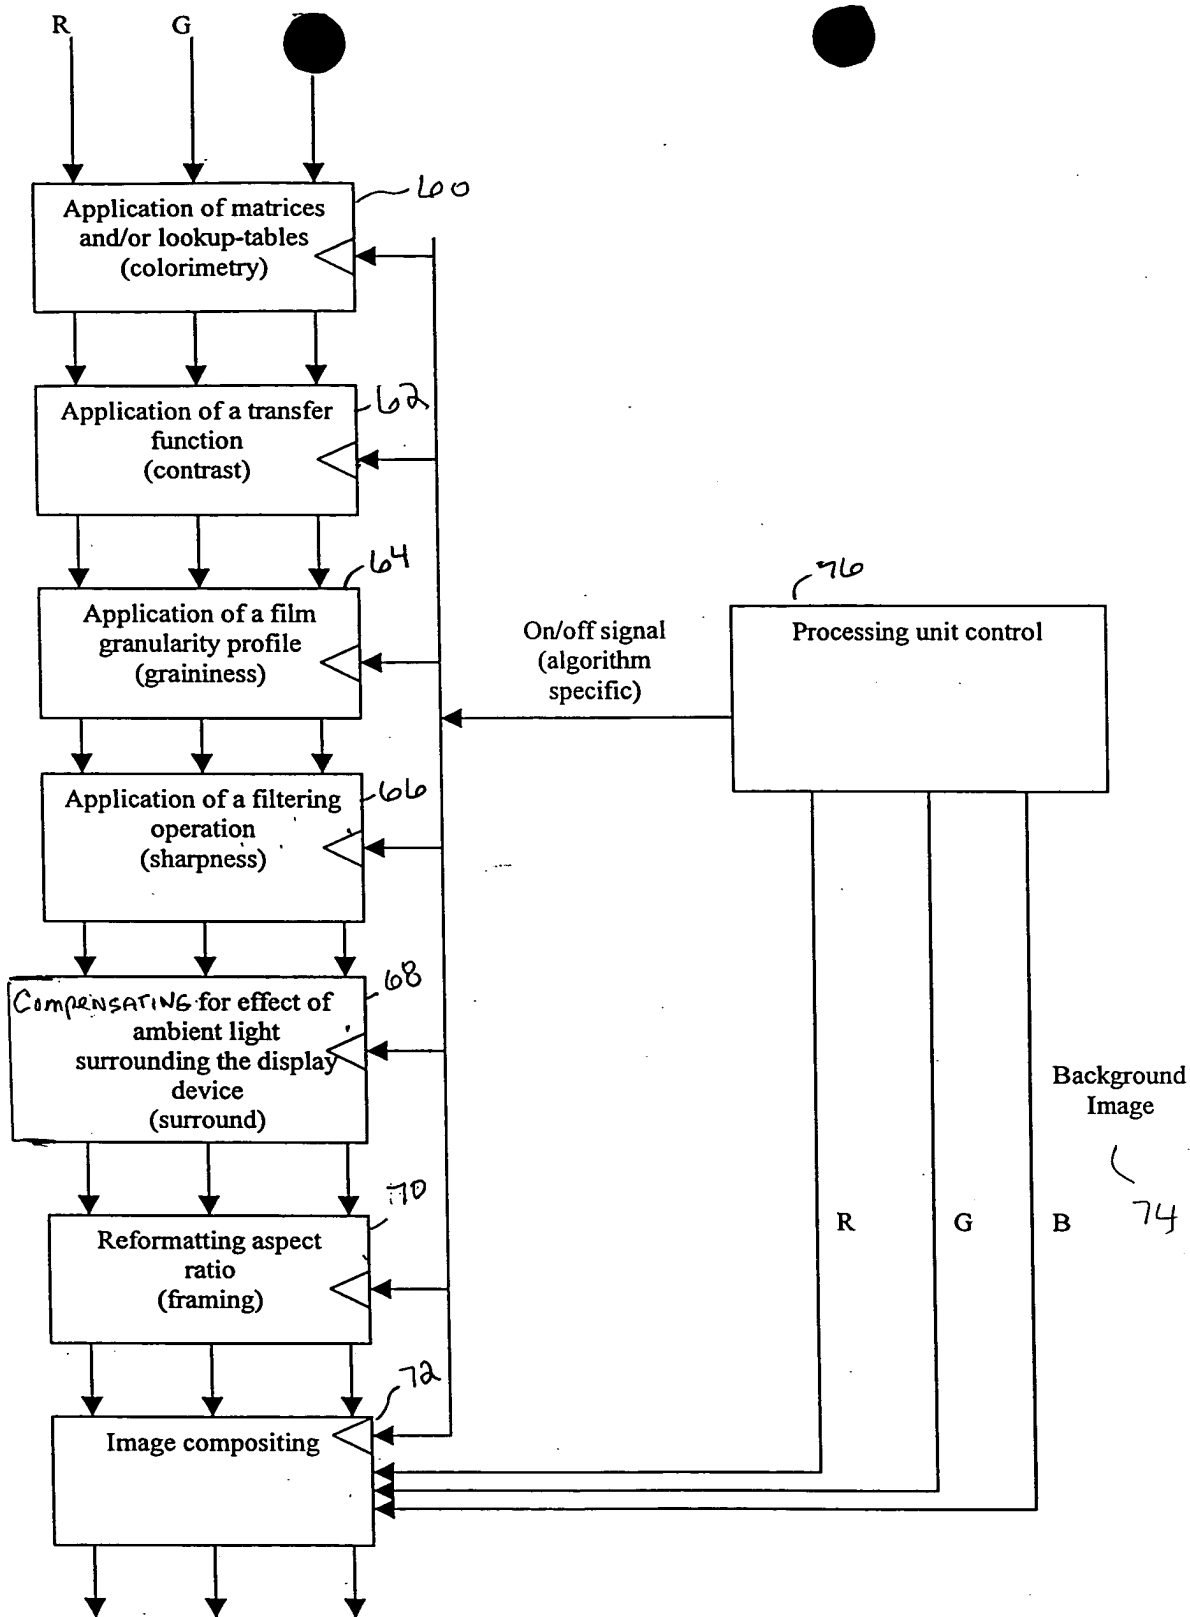 R
G
60
Application of matrices
and/or lookup-tables
(colorimetry)
62
Application of a transfer
function
(contrast)
64
Application of a film
granularity profile
(graininess)
On/off signal
(algorithm
specific)
76
Processing unit control
66
Application of a filtering
operation
(sharpness)
68
COMPENSATING for effect of
ambient light
surrounding the display
device
(surround)
Background
Image
74
R
G
B
70
Reformatting aspect
ratio
(framing)
72
Image compositing